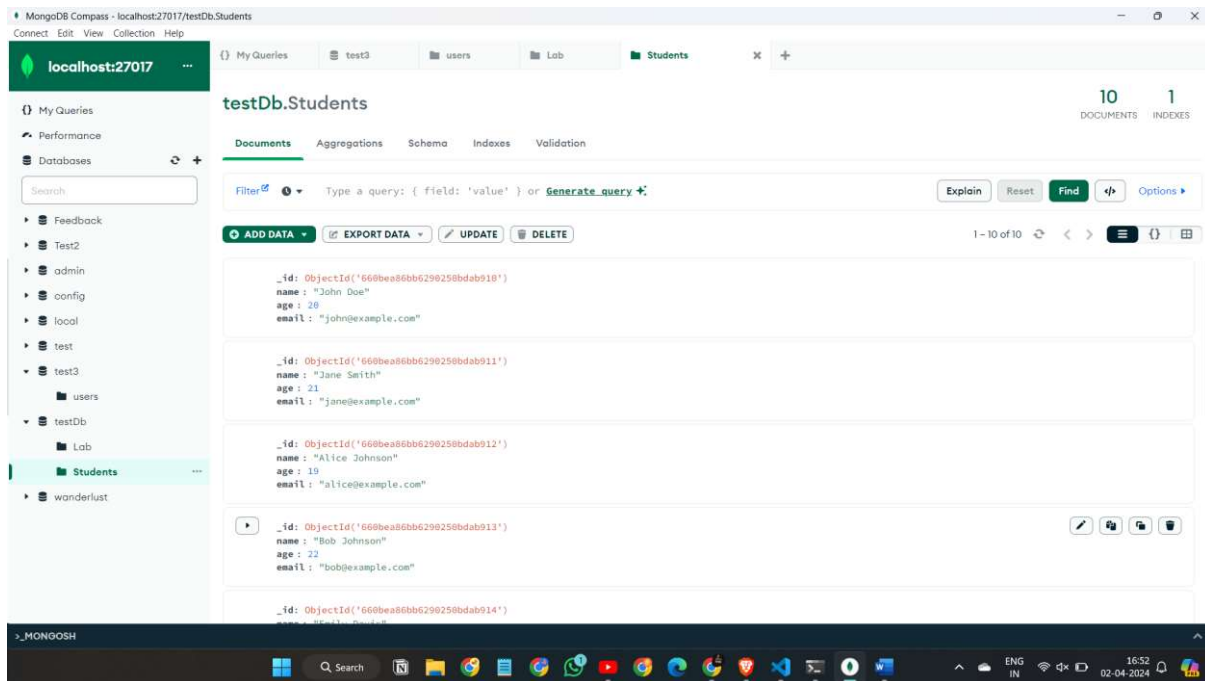 MongoDB Compass - localhost:27017/testDb.Students
Connect Edit View Collection Help
localhost:27017 ...
{} My Queries
Performance
Databases
Search
Feedback
Test2
admin
config
local
test
test3
users
testDb
Lab
Students ...
wanderlust
{} My Queries test3 users Lab Students
testDb.Students
10 1
DOCUMENTS INDEXES
Documents Aggregations Schema Indexes Validation
Filter Type a query: { field: 'value' } or Generate query Explain Reset Find </> Options
ADD DATA EXPORT DATA UPDATE DELETE 1 – 10 of 10 {}
_id: ObjectId('660bea86bb6290250bdab910')
name : "John Doe"
age : 20
email : "john@example.com"
_id: ObjectId('660bea86bb6290250bdab911')
name : "Jane Smith"
age : 21
email : "jane@example.com"
_id: ObjectId('660bea86bb6290250bdab912')
name : "Alice Johnson"
age : 19
email : "alice@example.com"
_id: ObjectId('660bea86bb6290250bdab913')
name : "Bob Johnson"
age : 22
email : "bob@example.com"
_id: ObjectId('660bea86bb6290250bdab914')
>_MONGOSH
Search
ENG
IN
16:52
02-04-2024